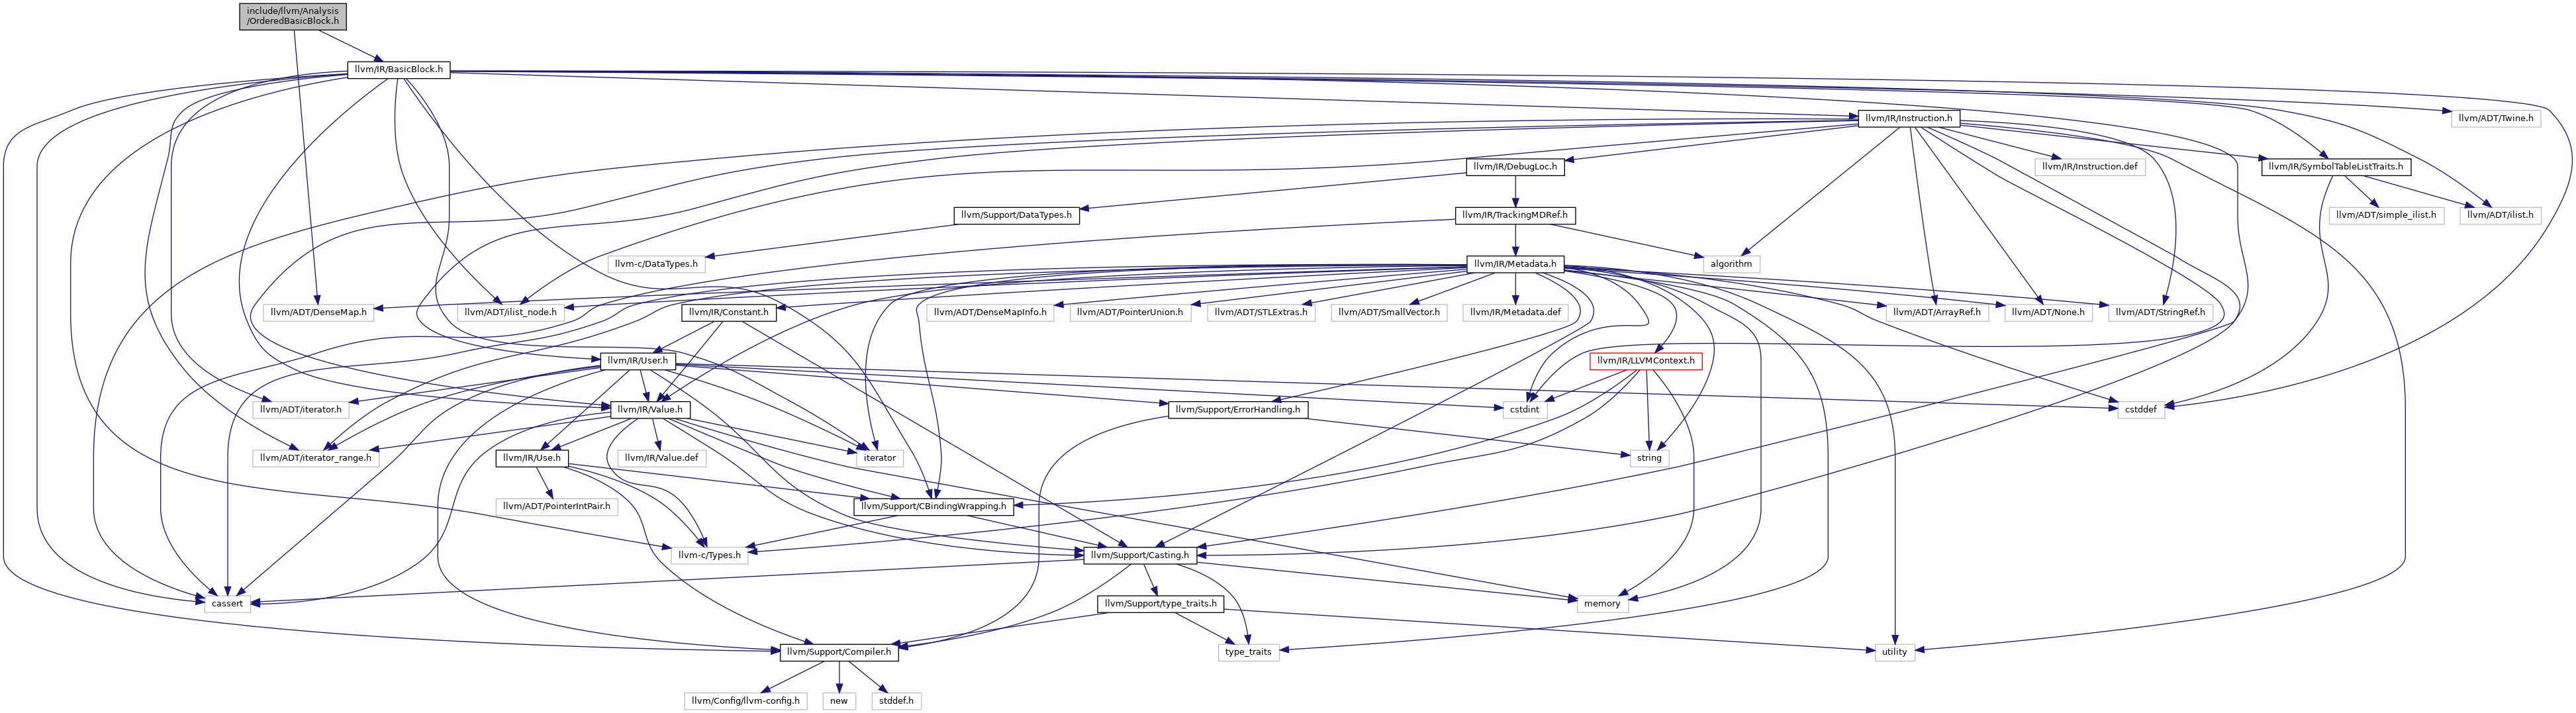 include/llvm/Analysis
/OrderedBasicBlock.h
llvm/IR/BasicBlock.h
llvm/IR/Instruction.h
llvm/ADT/Twine.h
llvm/IR/DebugLoc.h
llvm/IR/Instruction.def
llvm/IR/SymbolTableListTraits.h
llvm/Support/DataTypes.h
llvm/IR/TrackingMDRef.h
llvm/ADT/simple_ilist.h
llvm/ADT/ilist.h
llvm-c/DataTypes.h
llvm/IR/Metadata.h
algorithm
llvm/ADT/DenseMap.h
llvm/ADT/ilist_node.h
llvm/IR/Constant.h
llvm/ADT/DenseMapInfo.h
llvm/ADT/PointerUnion.h
llvm/ADT/STLExtras.h
llvm/ADT/SmallVector.h
llvm/IR/Metadata.def
llvm/ADT/ArrayRef.h
llvm/ADT/None.h
llvm/ADT/StringRef.h
llvm/IR/User.h
llvm/IR/LLVMContext.h
llvm/ADT/iterator.h
llvm/IR/Value.h
llvm/Support/ErrorHandling.h
cstdint
cstddef
llvm/ADT/iterator_range.h
llvm/IR/Use.h
llvm/IR/Value.def
iterator
string
llvm/ADT/PointerIntPair.h
llvm/Support/CBindingWrapping.h
llvm-c/Types.h
llvm/Support/Casting.h
cassert
llvm/Support/type_traits.h
memory
llvm/Support/Compiler.h
type_traits
utility
llvm/Config/llvm-config.h
new
stddef.h